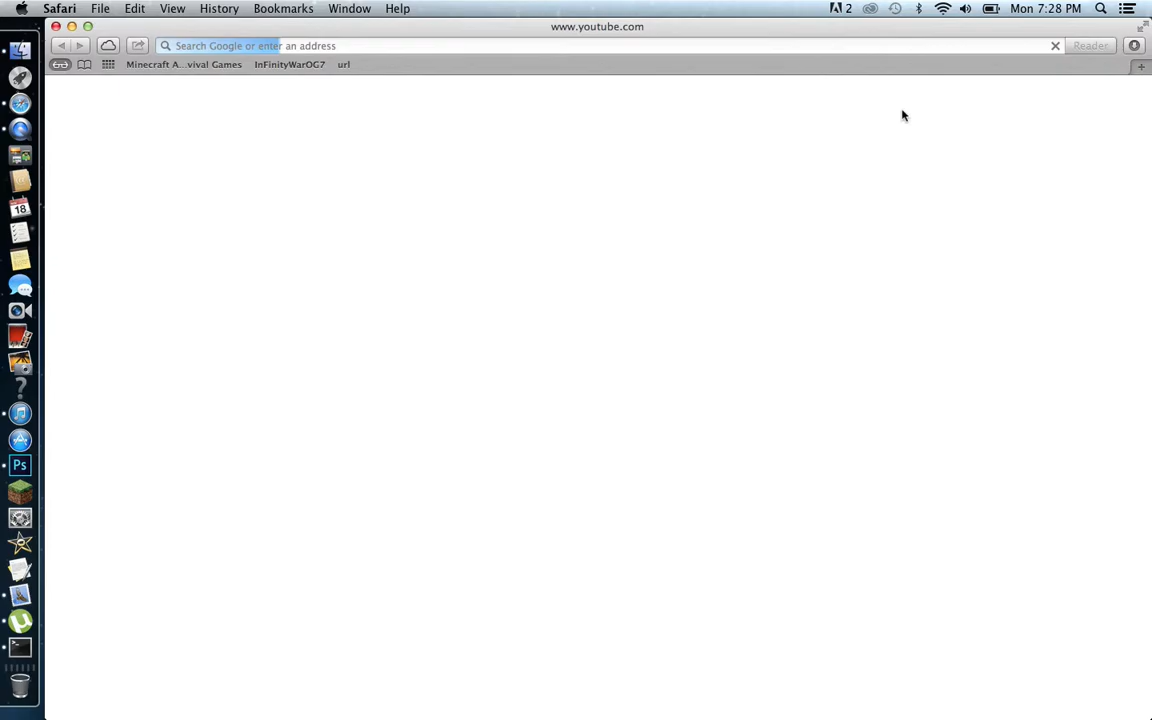 Safari File Edit View History Bookmarks Window Help 2 Mon 7:28 PM
www.youtube.com
Search Google or enter an address Reader
Minecraft A...vival Games InFinityWarOG7 url
18
Ps